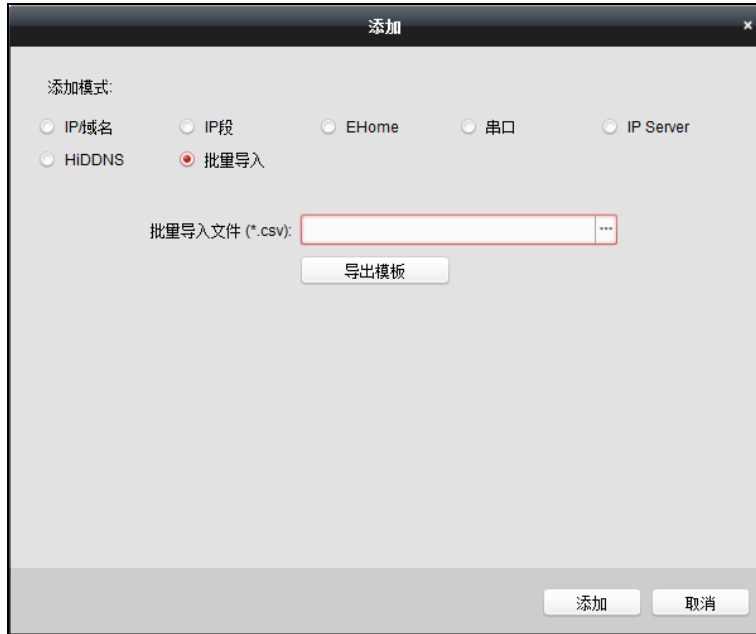 添加
添加模式:
IP/域名 IP段 EHome 串口 IP Server
HiDDNS 批量导入
批量导入文件 (*.csv):
导出模板
添加 取消